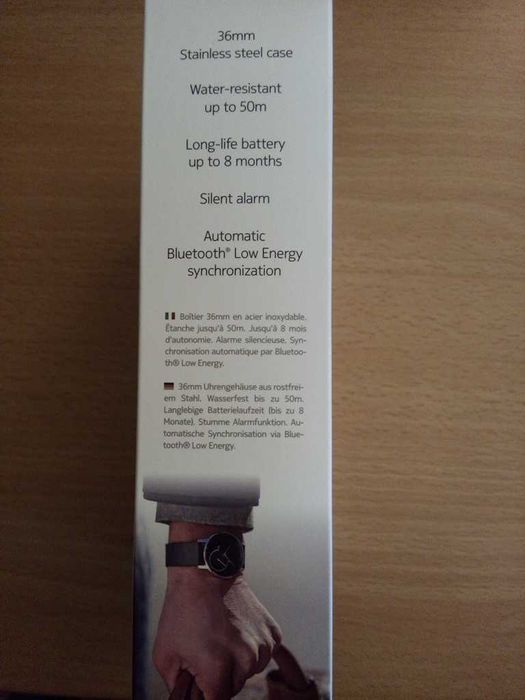 36mm
Stainless steel case
Water-resistant
up to 50m
Long-life battery
up to 8 months
Silent alarm
Automatic
Bluetooth® Low Energy
synchronization
Boîtier 36mm en acier inoxydable.
Étanche jusqu'à 50m. Jusqu'à 8 mois
d'autonomie. Alarme silencieuse. Syn-
chronisation automatique par Bluetoo-
th® Low Energy.
36mm Uhrengehäuse aus rostfrei-
em Stahl. Wasserfest bis zu 50m.
Langlebige Batterielaufzeit (bis zu 8
Monate). Stumme Alarmfunktion. Au-
tomatische Synchronisation via Blue-
tooth® Low Energy.